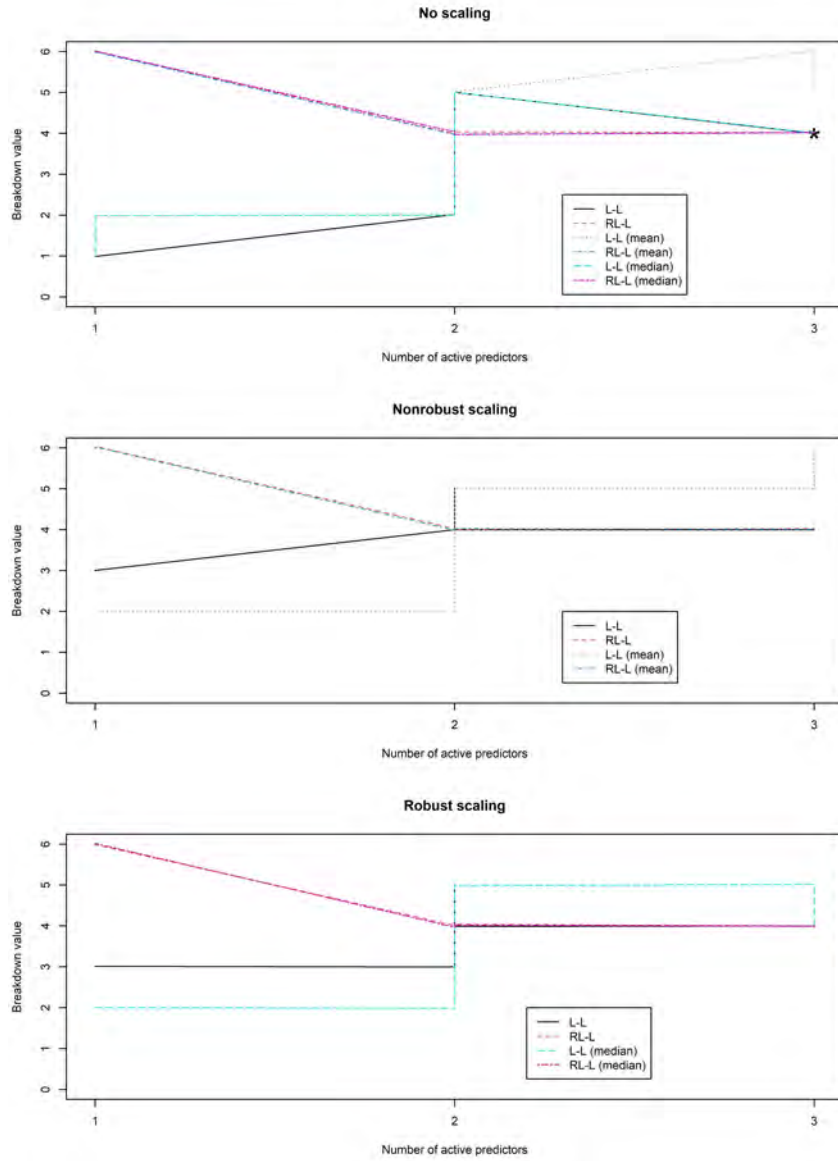 No scaling
6
5
4
3
2
1
0
Breakdown value
*
L-L
RL-L
L-L (mean)
RL-L (mean)
L-L (median)
RL-L (median)
1 2 3
Number of active predictors
Nonrobust scaling
6
5
4
3
2
1
0
Breakdown value
L-L
RL-L
L-L (mean)
RL-L (mean)
1 2 3
Number of active predictors
Robust scaling
6
5
4
3
2
1
0
Breakdown value
L-L
RL-L
L-L (median)
RL-L (median)
1 2 3
Number of active predictors